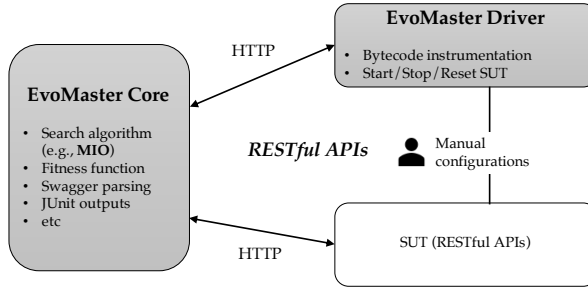 EvoMaster Driver
• Bytecode instrumentation
• Start/Stop/Reset SUT
HTTP
EvoMaster Core
• Search algorithm
(e.g., MIO)
• Fitness function
• Swagger parsing
• JUnit outputs
• etc
RESTful APIs
Manual
configurations
HTTP
SUT (RESTful APIs)